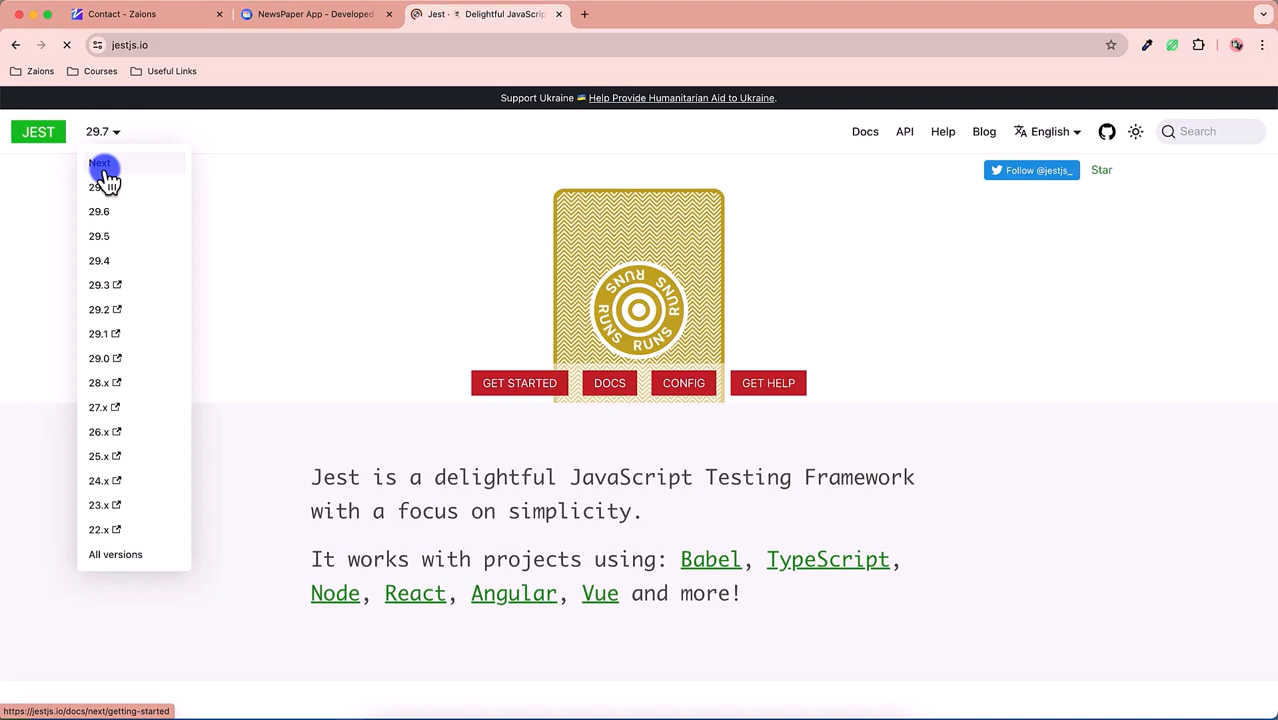 Contact - Zaions
NewsPaper App - Developed
Jest · Delightful JavaScrip
jestjs.io
Zaions
Courses
Useful Links
Support Ukraine 🇺🇦 Help Provide Humanitarian Aid to Ukraine.
JEST
29.7
Docs
API
Help
Blog
English
Search
Follow @jestjs_
Star
Next
29.6
29.5
29.4
29.3
29.2
29.1
29.0
28.x
27.x
26.x
25.x
24.x
23.x
22.x
All versions
RUNS
RUNS
RUNS
RUNS
GET STARTED
DOCS
CONFIG
GET HELP
Jest is a delightful JavaScript Testing Framework
with a focus on simplicity.
It works with projects using: Babel, TypeScript,
Node, React, Angular, Vue and more!
https://jestjs.io/docs/next/getting-started